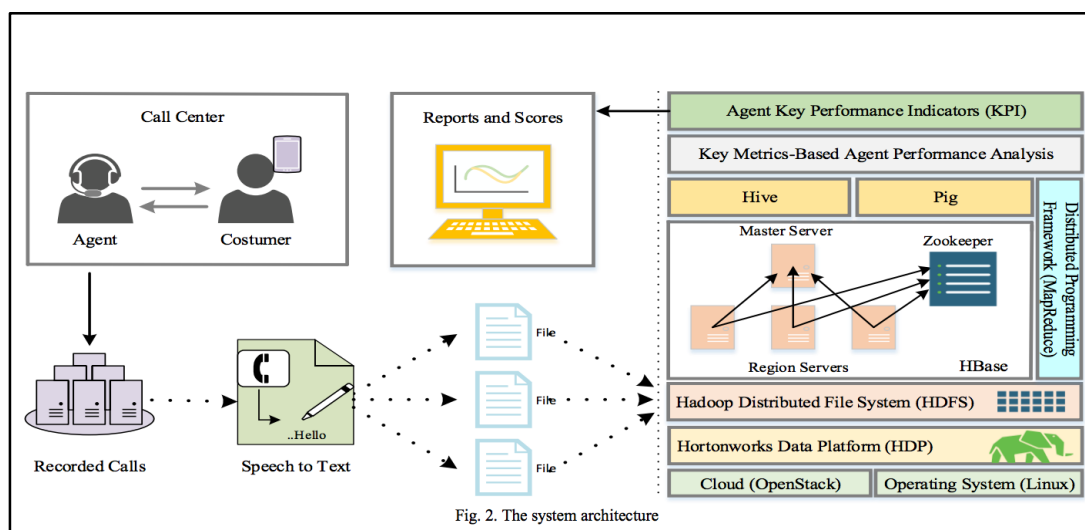 Call Center
Agent
Costumer
Reports and Scores
Agent Key Performance Indicators (KPI)
Key Metrics-Based Agent Performance Analysis
Hive
Pig
Distributed Programming
Framework (MapReduce)
Master Server
Zookeeper
Region Servers
HBase
Recorded Calls
..Hello
Speech to Text
File
File
File
Hadoop Distributed File System (HDFS)
Hortonworks Data Platform (HDP)
Cloud (OpenStack)
Operating System (Linux)
Fig. 2. The system architecture